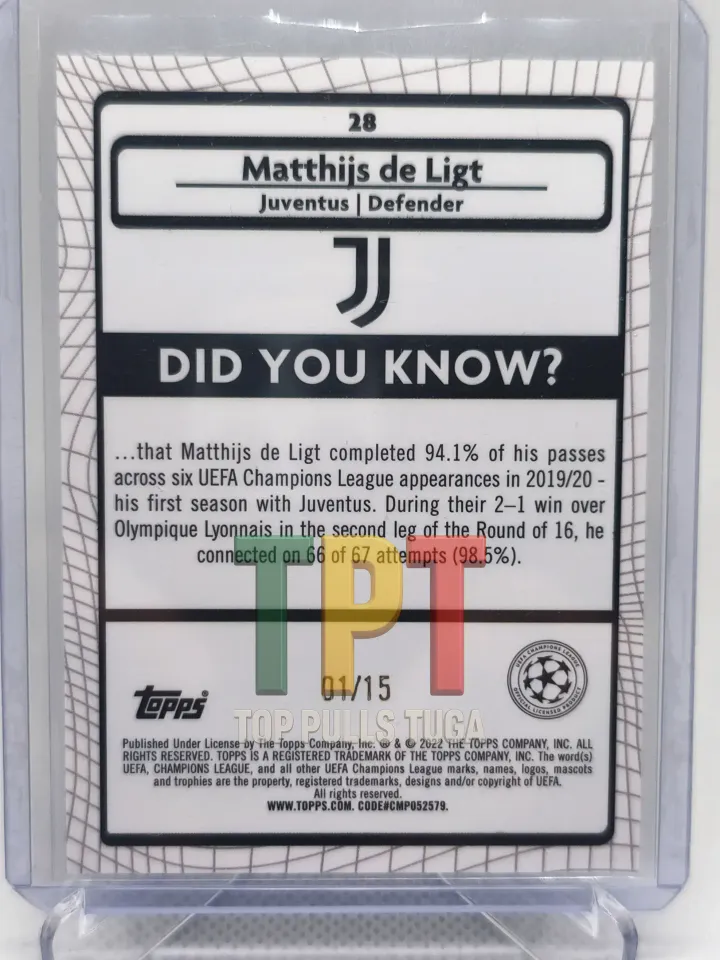 28
Matthijs de Ligt
Juventus | Defender
DID YOU KNOW?
...that Matthijs de Ligt completed 94.1% of his passes
across six UEFA Champions League appearances in 2019/20 -
his first season with Juventus. During their 2–1 win over
Olympique Lyonnais in the second leg of the Round of 16, he
connected on 66 of 67 attempts (98.5%).
TPT
TOP PULLS TUGA
01/15
topps®
UEFA CHAMPIONS LEAGUE
OFFICIAL LICENSED PRODUCT
Published Under License by The Topps Company, Inc. ® & © 2022 THE TOPPS COMPANY, INC. ALL
RIGHTS RESERVED. TOPPS IS A REGISTERED TRADEMARK OF THE TOPPS COMPANY, INC. The word(s)
UEFA, CHAMPIONS LEAGUE, and all other UEFA Champions League marks, names, logos, mascots
and trophies are the property, registered trademarks, designs and/or copyright of UEFA.
All rights reserved.
WWW.TOPPS.COM. CODE#CMP052579.